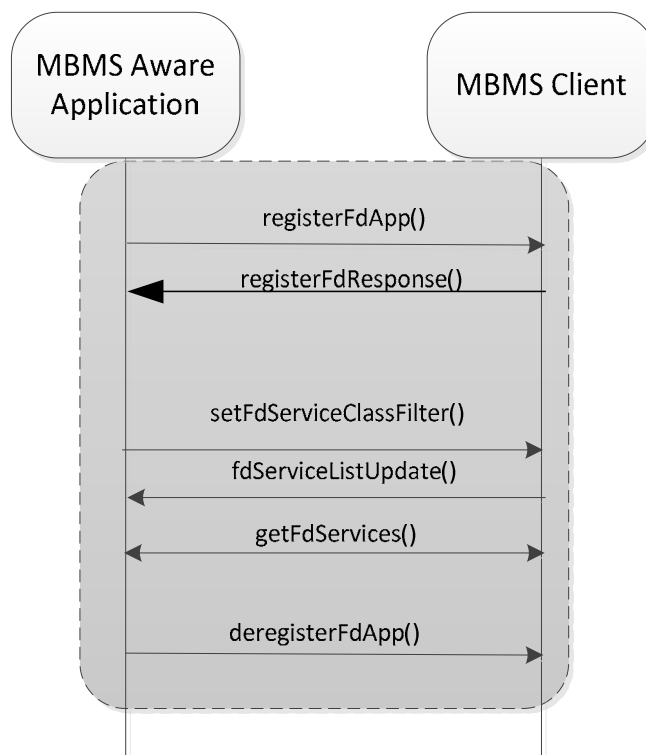 MBMS Aware
Application
MBMS Client
registerFdApp()
registerFdResponse()
setFdServiceClassFilter()
fdServiceListUpdate()
getFdServices()
deregisterFdApp()